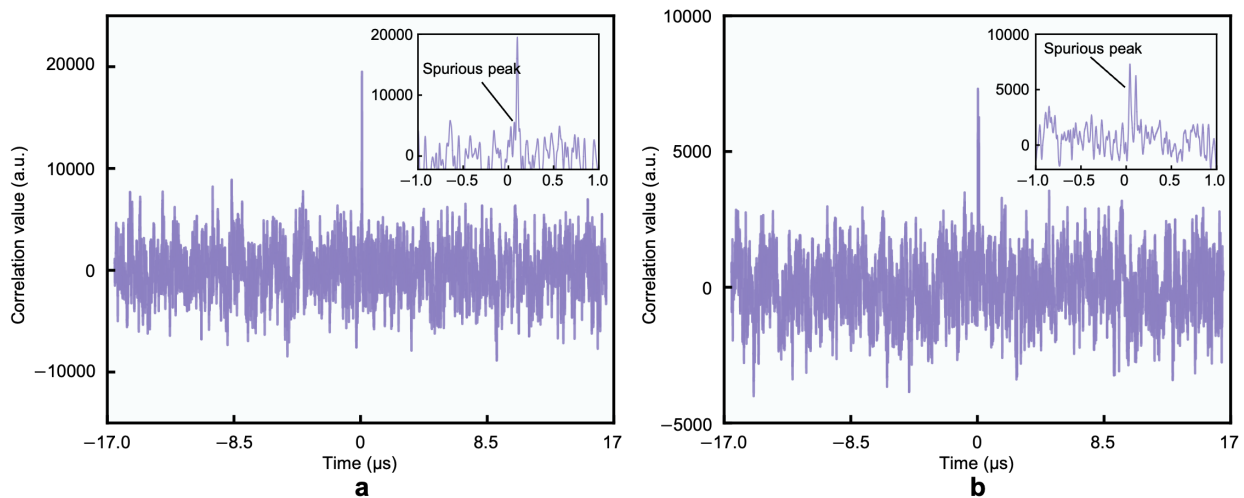 20000
10000
0
−10000
Correlation value (a.u.)
−17.0 −8.5 0 8.5 17
Time (µs)
20000
10000
0
−1.0 −0.5 0 0.5 1.0
Spurious peak
a
10000
5000
0
−5000
Correlation value (a.u.)
−17.0 −8.5 0 8.5 17
Time (µs)
10000
5000
0
−1.0 −0.5 0 0.5 1.0
Spurious peak
b